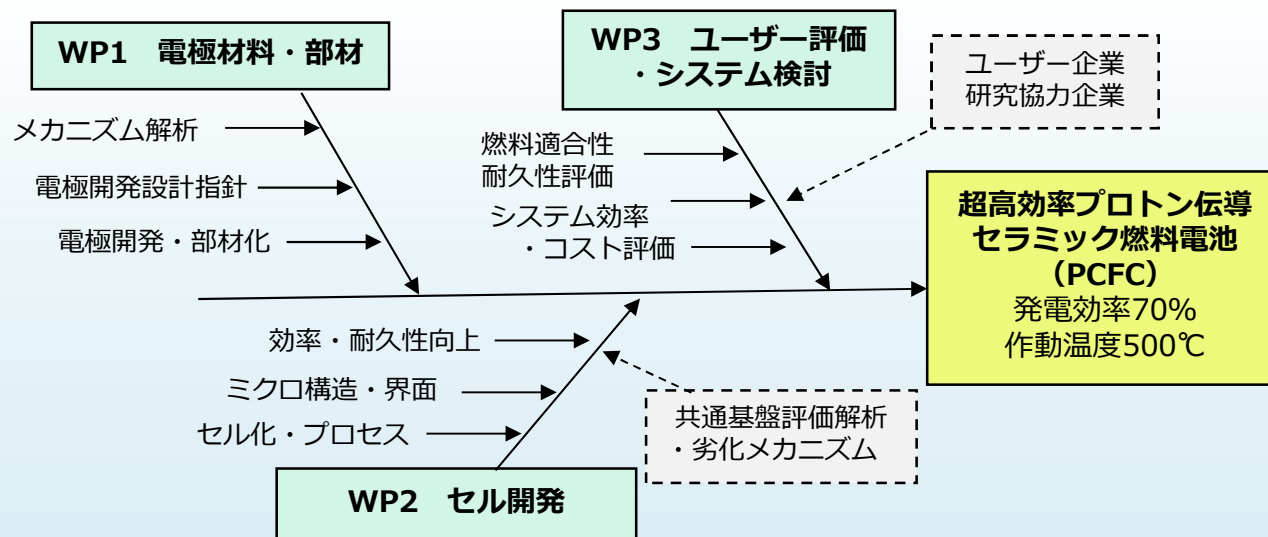 WP1 電極材料・部材
メカニズム解析
電極開発設計指針
電極開発・部材化
WP3 ユーザー評価
・システム検討
燃料適合性
耐久性評価
システム効率
・コスト評価
ユーザー企業
研究協力企業
超高効率プロトン伝導
セラミック燃料電池
（PCFC）
発電効率70%
作動温度500℃
効率・耐久性向上
ミクロ構造・界面
セル化・プロセス
WP2 セル開発
共通基盤評価解析
・劣化メカニズム